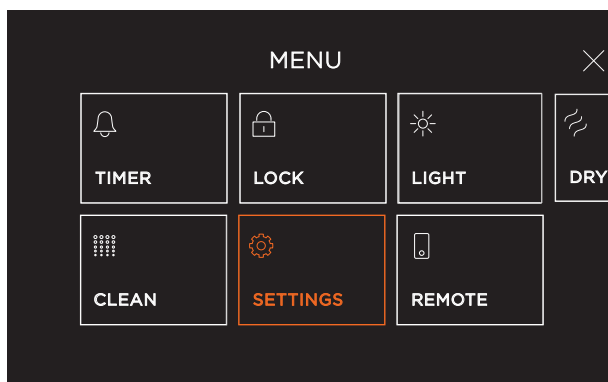 MENU
TIMER
LOCK
LIGHT
DRY
CLEAN
SETTINGS
REMOTE